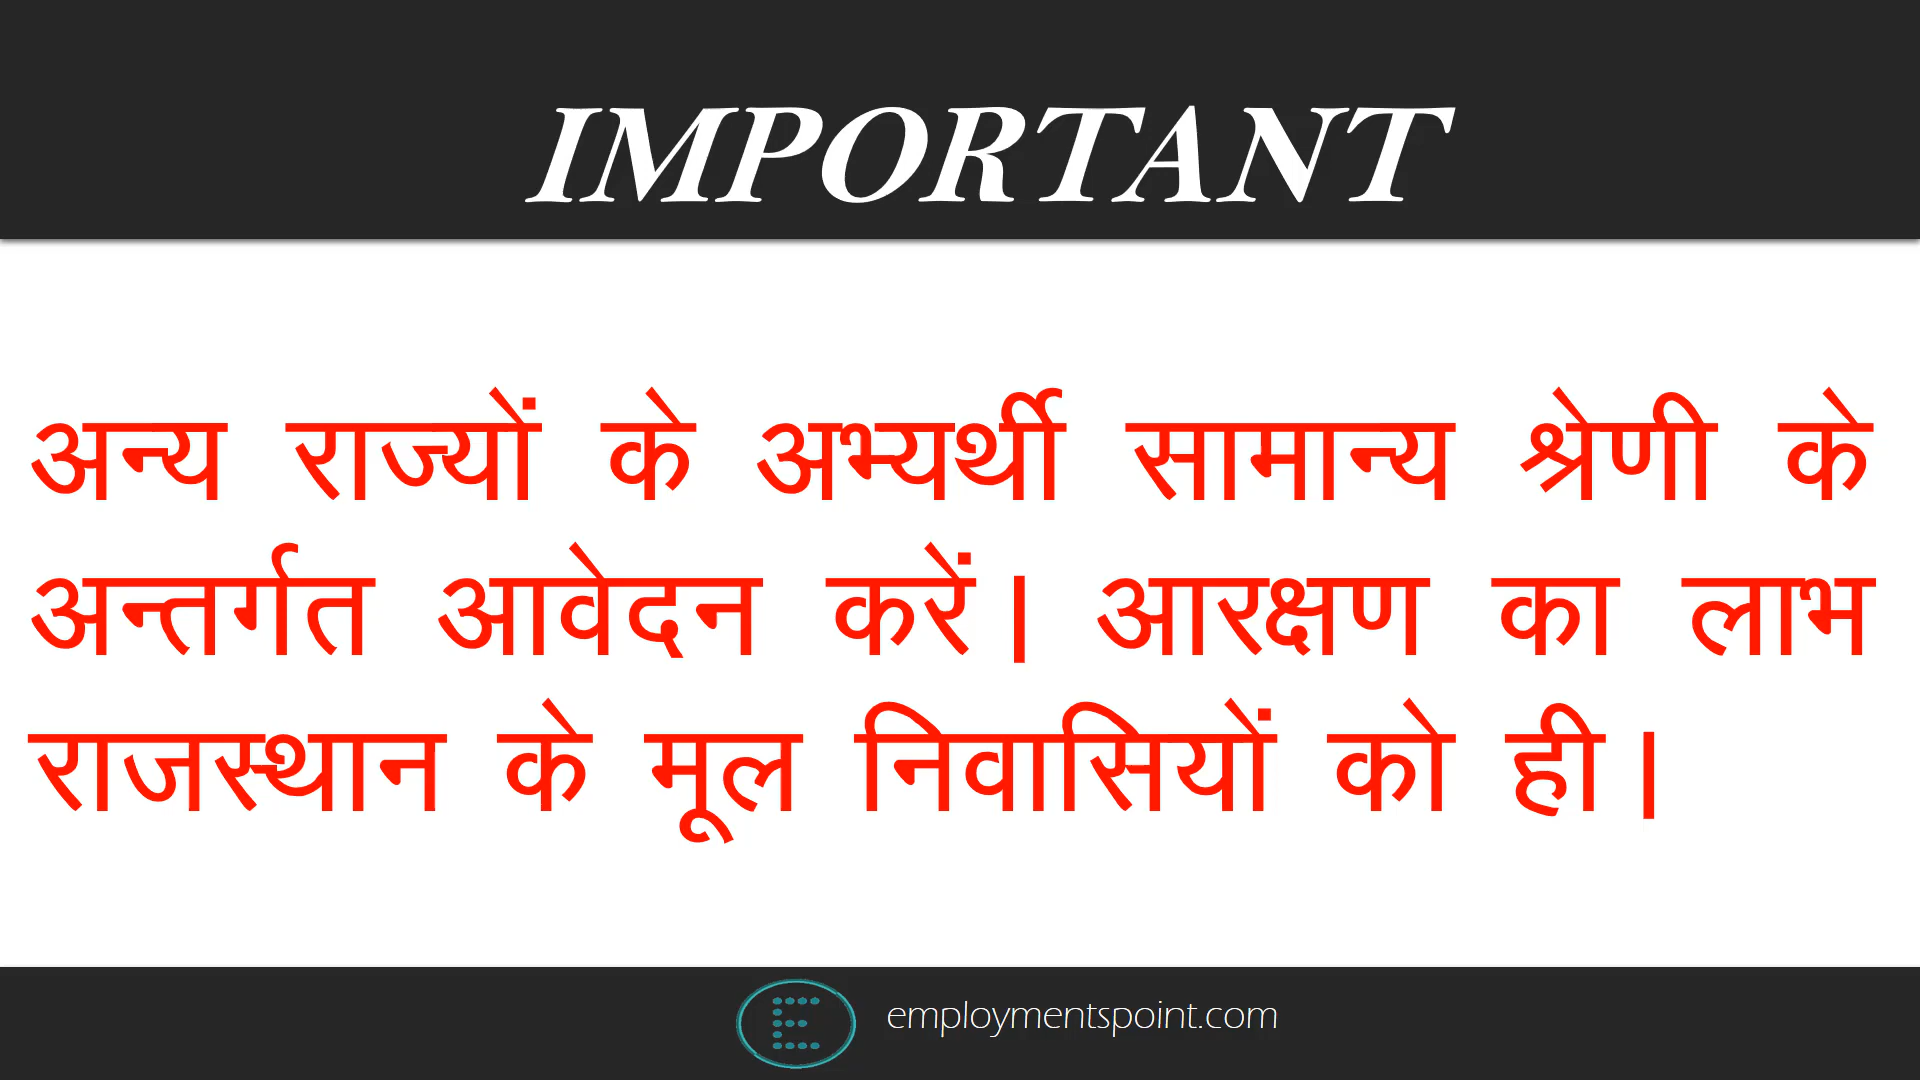 IMPORTANT
अन्य राज्यों के अभ्यर्थी सामान्य श्रेणी के
अन्तर्गत आवेदन करें। आरक्षण का लाभ
राजस्थान के मूल निवासियों को ही।
E
employmentspoint.com